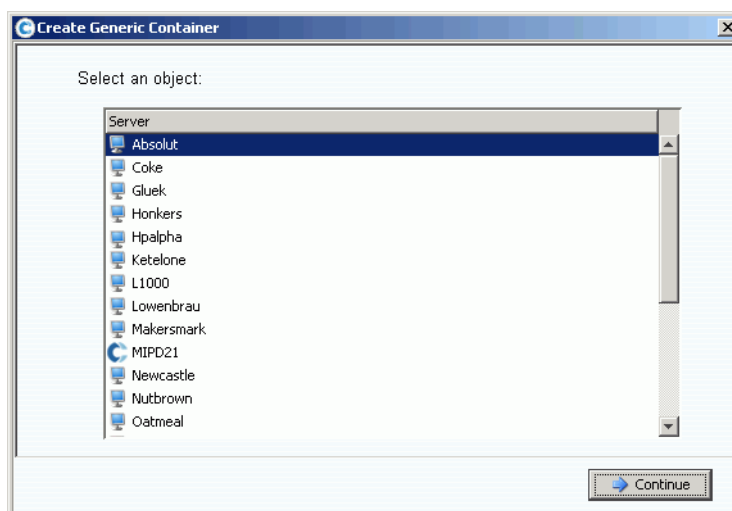 Create Generic Container
Select an object:
Server
Absolut
Coke
Gluek
Honkers
Hpalpha
Ketelone
L1000
Lowenbrau
Makersmark
MIPD21
Newcastle
Nutbrown
Oatmeal
Continue